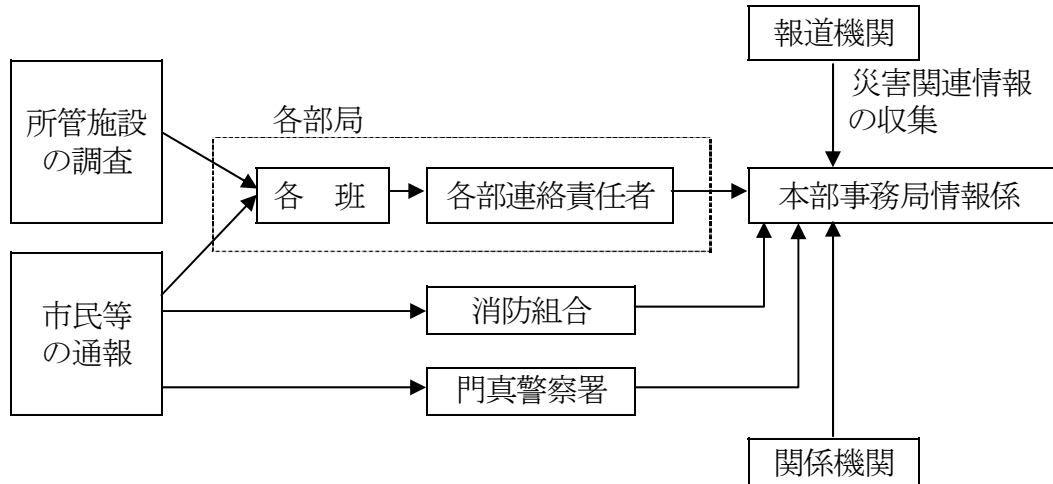 報道機関
災害関連情報
の収集
所管施設
の調査
各部局
各　班
各部連絡責任者
本部事務局情報係
市民等
の通報
消防組合
門真警察署
関係機関